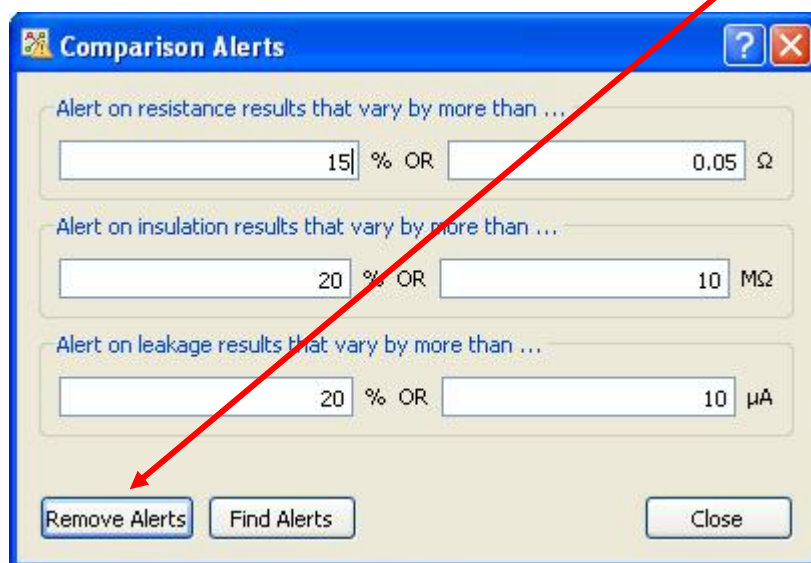 Comparison Alerts
Alert on resistance results that vary by more than ...
15 % OR 0.05 Ω
Alert on insulation results that vary by more than ...
20 % OR 10 MΩ
Alert on leakage results that vary by more than ...
20 % OR 10 µA
Remove Alerts Find Alerts Close